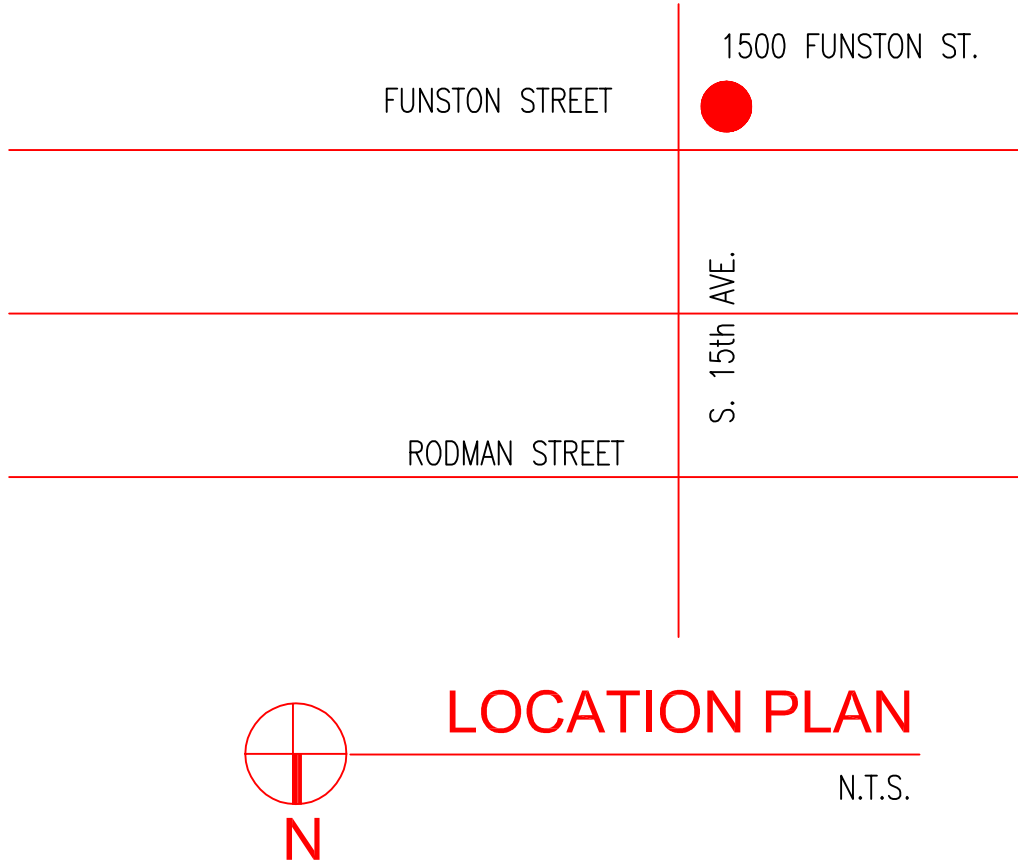 1500 FUNSTON ST.
FUNSTON STREET
S. 15th AVE.
RODMAN STREET
LOCATION PLAN
N.T.S.
N